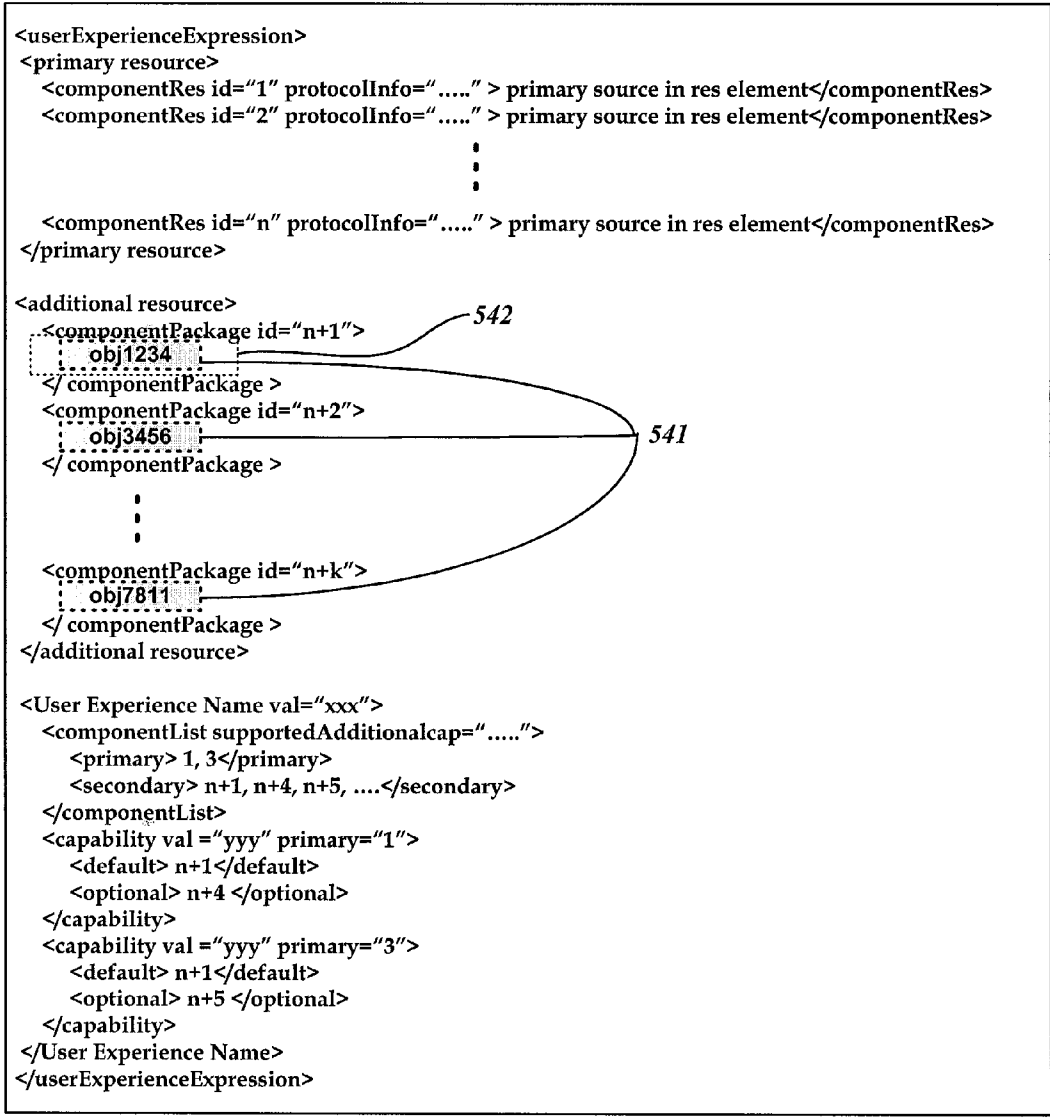 <userExperienceExpression>
<primary resource>
<componentRes id="1" protocolInfo="....." > primary source in res element</componentRes>
<componentRes id="2" protocolInfo="....." > primary source in res element</componentRes>
<componentRes id="n" protocolInfo="....." > primary source in res element</componentRes>
</primary resource>
<additional resource>
542
<componentPackage id="n+1">
obj1234
</ componentPackage >
<componentPackage id="n+2">
obj3456
541
</ componentPackage >
<componentPackage id="n+k">
obj7811
</ componentPackage >
</additional resource>
<User Experience Name val="xxx">
<componentList supportedAdditionalcap=".....">
<primary> 1, 3</primary>
<secondary> n+1, n+4, n+5, ....</secondary>
</componentList>
<capability val ="yyy" primary="1">
<default> n+1</default>
<optional> n+4 </optional>
</capability>
<capability val ="yyy" primary="3">
<default> n+1</default>
<optional> n+5 </optional>
</capability>
</User Experience Name>
</userExperienceExpression>